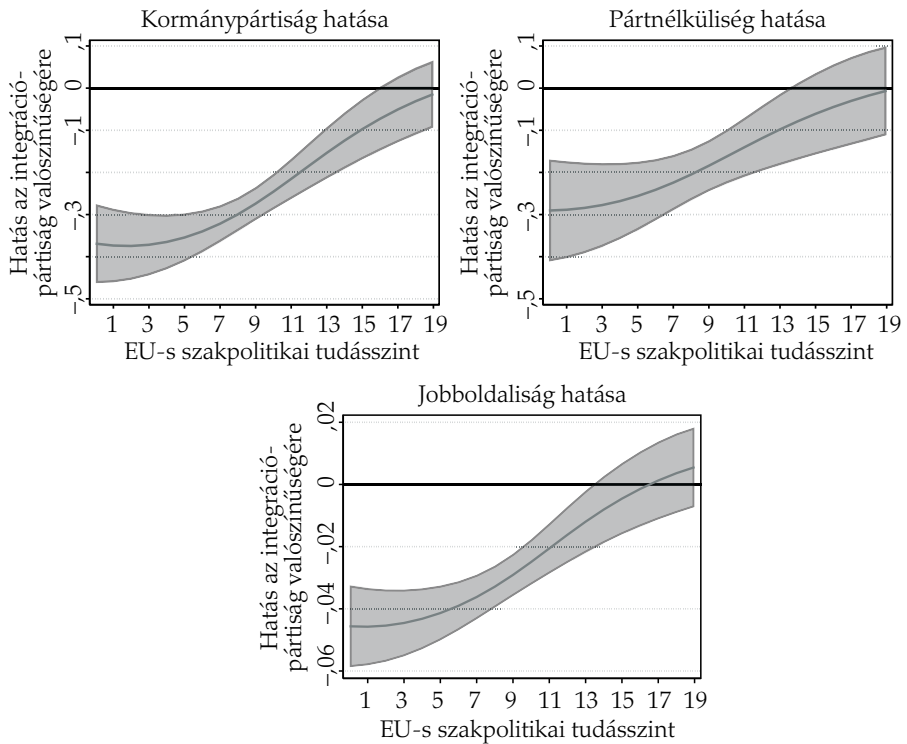 Kormánypártiság hatása
Hatás az integráció-
pártiság valószínűségére
,1
0
–,1
–,3
–,5
1 3 5 7 9 11 13 15 17 19
EU-s szakpolitikai tudásszint
Pártnélküliség hatása
Hatás az integráció-
pártiság valószínűségére
,1
0
–,1
–,3
–,5
1 3 5 7 9 11 13 15 17 19
EU-s szakpolitikai tudásszint
Jobboldaliság hatása
Hatás az integráció-
pártiság valószínűségére
,02
0
–,02
–,04
–,06
1 3 5 7 9 11 13 15 17 19
EU-s szakpolitikai tudásszint